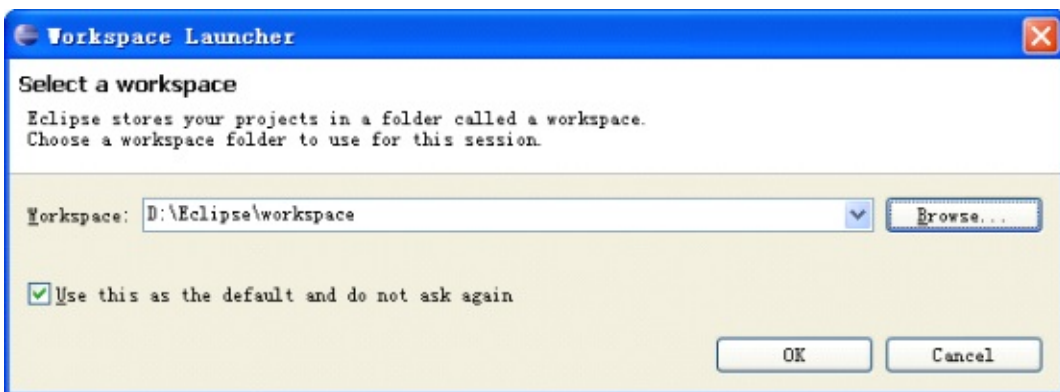 Workspace Launcher
Select a workspace
Eclipse stores your projects in a folder called a workspace.
Choose a workspace folder to use for this session.
Workspace: D:\Eclipse\workspace Browse...
Use this as the default and do not ask again
OK Cancel